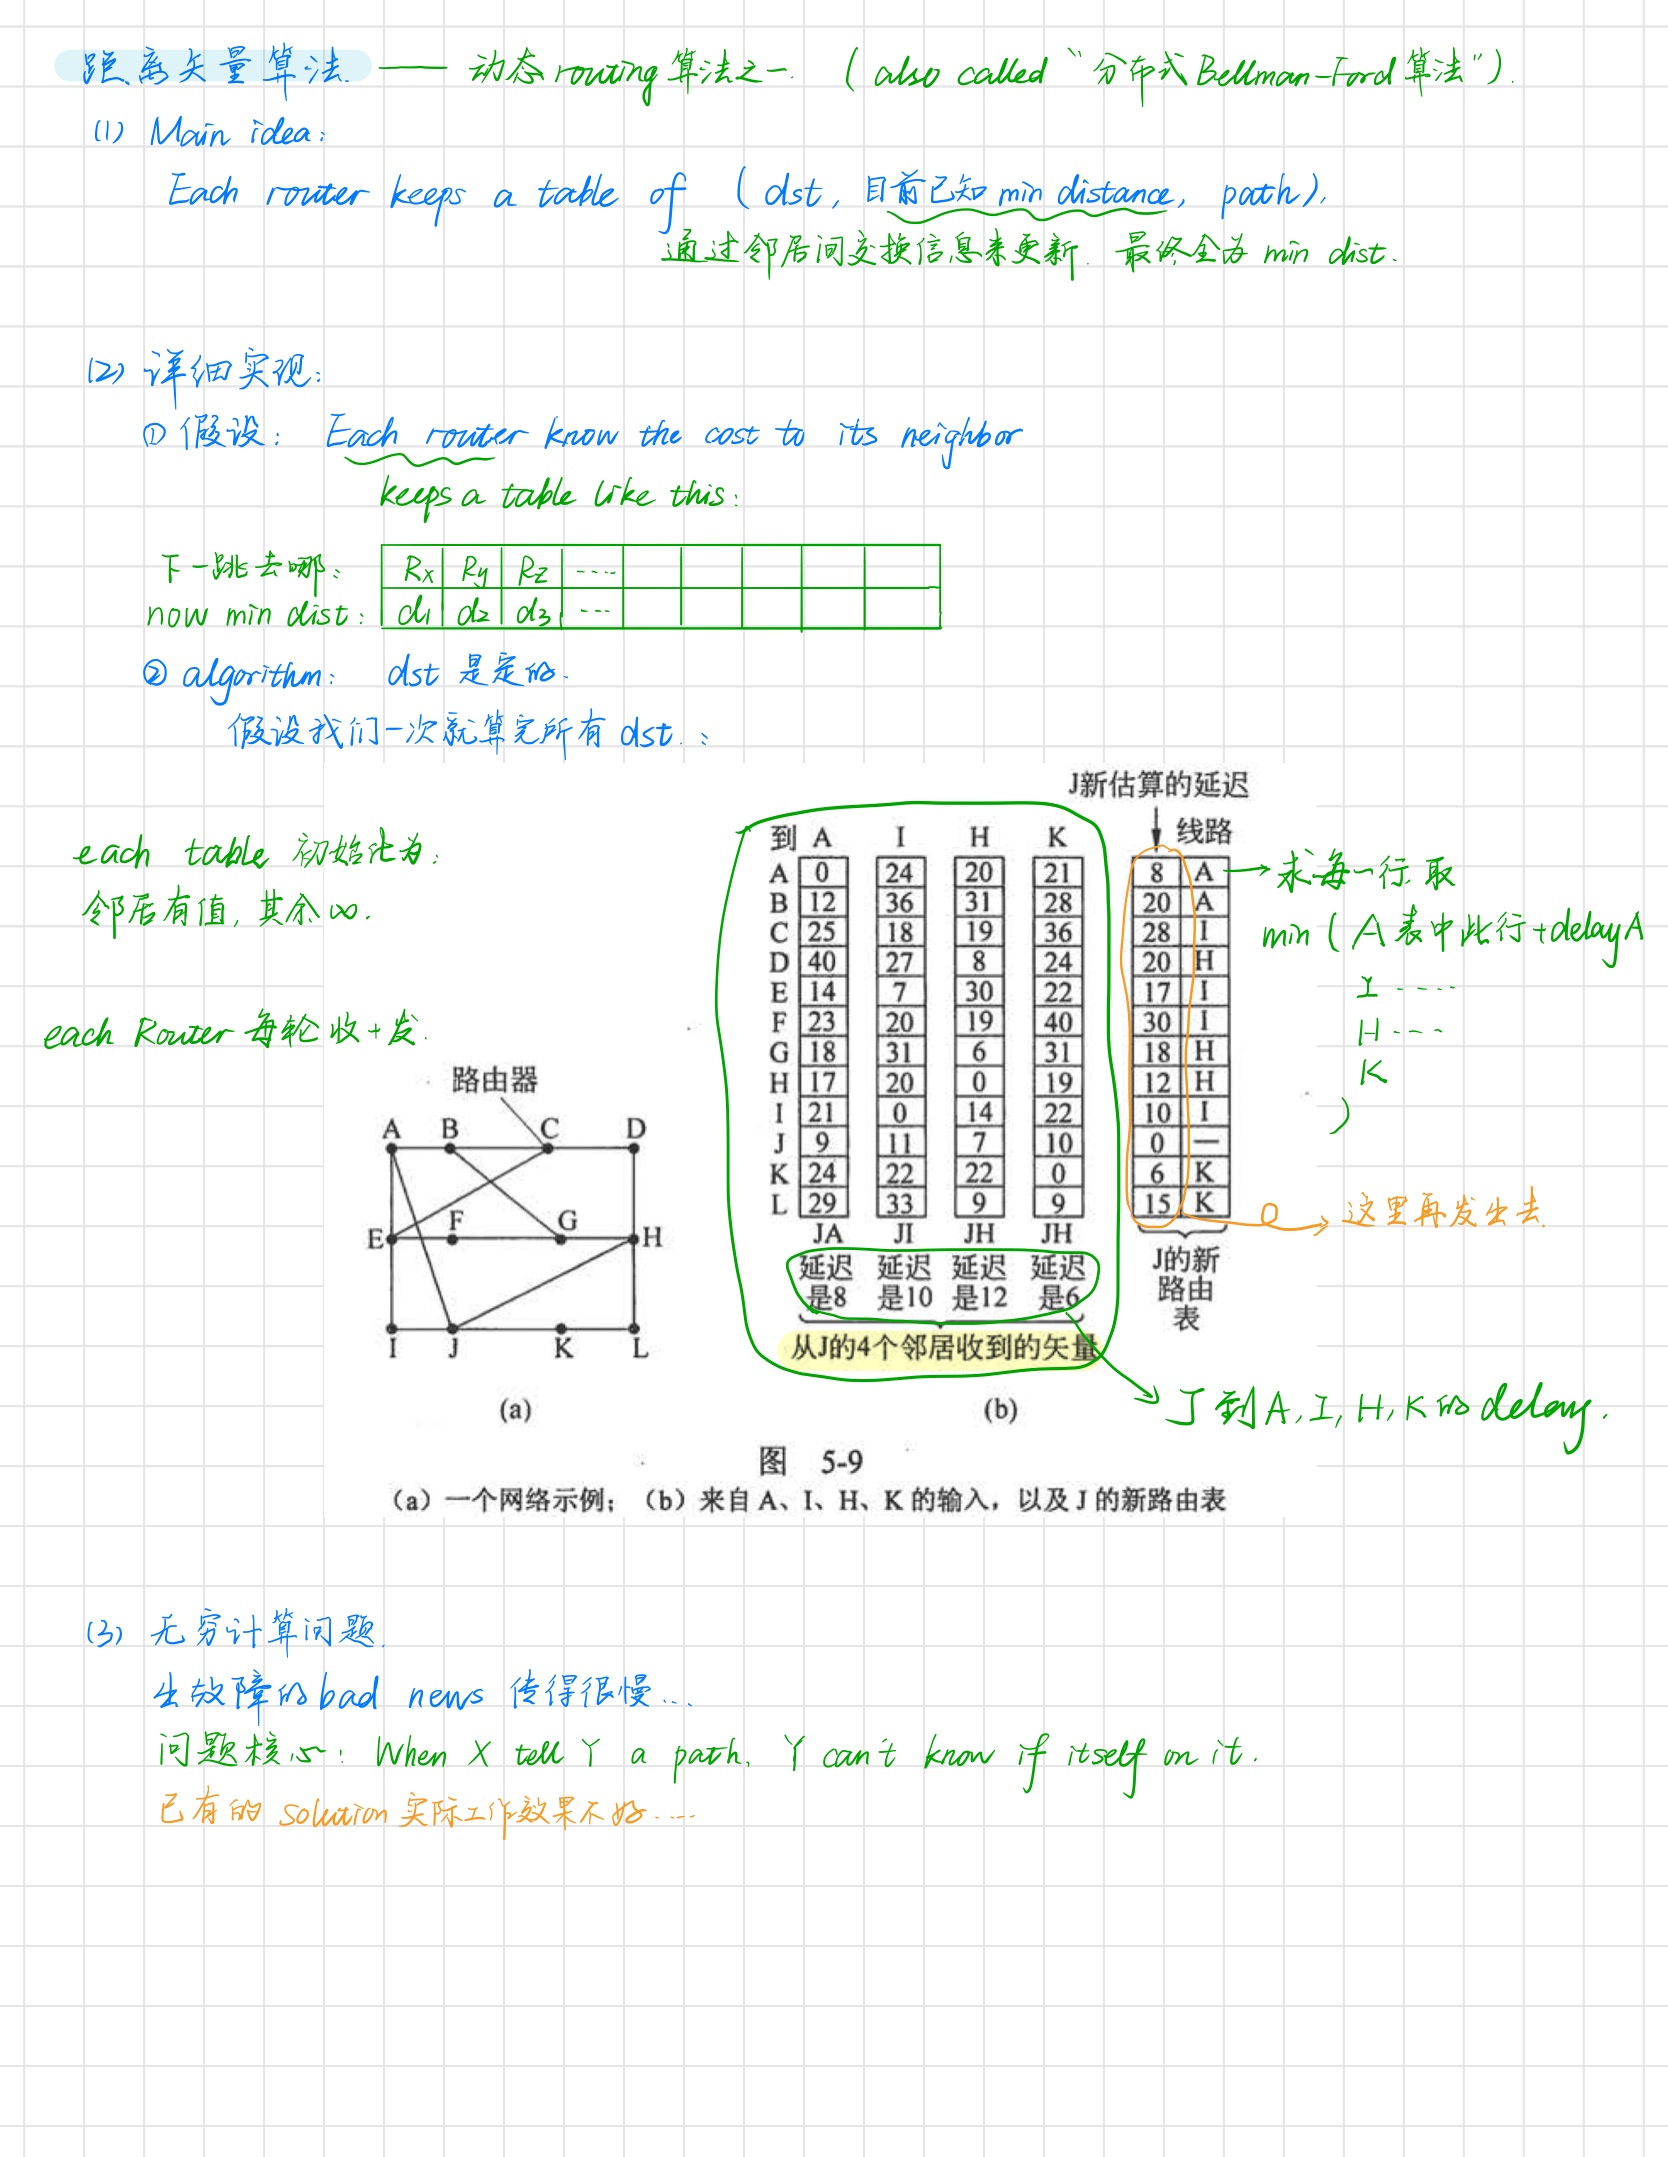 距离矢量算法. —— 动态 routing 算法之一. (also called “分布式 Bellman-Ford 算法”).
(1) Main idea:
Each router keeps a table of (dst, 目前已知 min distance, path),
通过邻居间交换信息来更新. 最终全为 min dist.
(2) 详细实现:
① 假设: Each router know the cost to its neighbor
keeps a table like this:
下一跳去哪: Rx Ry Rz ....
now min dist: d1 d2 d3 ...
② algorithm: dst 是定的.
假设我们一次就算完所有 dst. :
each table 初始化为:
邻居有值, 其余 ∞.
each Router 每轮收+发.
路由器
A B C D
E F G H
I J K L
(a)
J新估算的延迟
到 A I H K 线路
A 0 24 20 21 8 A
B 12 36 31 28 20 A
C 25 18 19 36 28 I
D 40 27 8 24 20 H
E 14 7 30 22 17 I
F 23 20 19 40 30 I
G 18 31 6 31 18 H
H 17 20 0 19 12 H
I 21 0 14 22 10 I
J 9 11 7 10 0 —
K 24 22 22 0 6 K
L 29 33 9 9 15 K
JA JI JH JH
延迟 延迟 延迟 延迟
是8 是10 是12 是6
从J的4个邻居收到的矢量
J的新
路由
表
(b)
→ 求每一行. 取
min ( A 表中此行 + delayA
I ....
H ...
K
)
这里再发出去.
J 到 A, I, H, K 的 delay.
图 5-9
(a) 一个网络示例; (b) 来自 A、I、H、K 的输入, 以及 J 的新路由表
(3) 无穷计算问题.
出故障的 bad news 传得很慢...
问题核心: When X tell Y a path, Y can't know if itself on it.
已有的 solution 实际工作效果不好.....